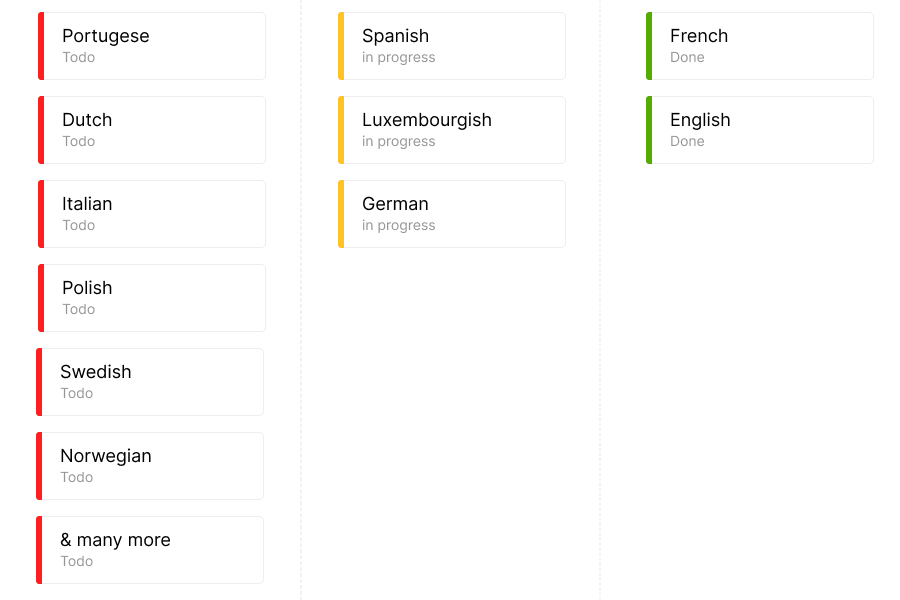 Portugese
Todo
Dutch
Todo
Italian
Todo
Polish
Todo
Swedish
Todo
Norwegian
Todo
& many more
Todo
Spanish
in progress
Luxembourgish
in progress
German
in progress
French
Done
English
Done